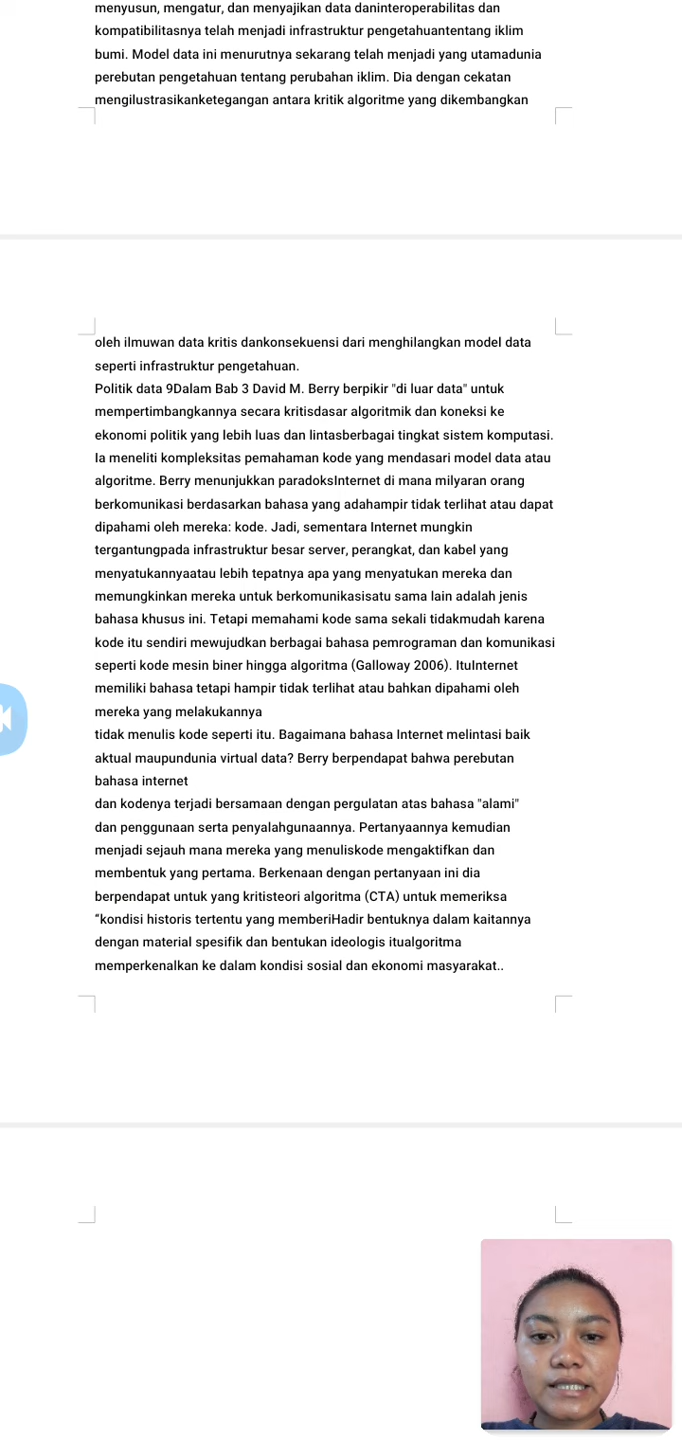 menyusun, mengatur, dan menyajikan data daninteroperabilitas dan
kompatibilitasnya telah menjadi infrastruktur pengetahuantentang iklim
bumi. Model data ini menurutnya sekarang telah menjadi yang utamadunia
perebutan pengetahuan tentang perubahan iklim. Dia dengan cekatan
mengilustrasikanketegangan antara kritik algoritme yang dikembangkan
oleh ilmuwan data kritis dankonsekuensi dari menghilangkan model data
seperti infrastruktur pengetahuan.
Politik data 9Dalam Bab 3 David M. Berry berpikir "di luar data" untuk
mempertimbangkannya secara kritisdasar algoritmik dan koneksi ke
ekonomi politik yang lebih luas dan lintasberbagai tingkat sistem komputasi.
Ia meneliti kompleksitas pemahaman kode yang mendasari model data atau
algoritme. Berry menunjukkan paradoksInternet di mana milyaran orang
berkomunikasi berdasarkan bahasa yang adahampir tidak terlihat atau dapat
dipahami oleh mereka: kode. Jadi, sementara Internet mungkin
tergantungpada infrastruktur besar server, perangkat, dan kabel yang
menyatukannyaatau lebih tepatnya apa yang menyatukan mereka dan
memungkinkan mereka untuk berkomunikasisatu sama lain adalah jenis
bahasa khusus ini. Tetapi memahami kode sama sekali tidakmudah karena
kode itu sendiri mewujudkan berbagai bahasa pemrograman dan komunikasi
seperti kode mesin biner hingga algoritma (Galloway 2006). ItuInternet
memiliki bahasa tetapi hampir tidak terlihat atau bahkan dipahami oleh
mereka yang melakukannya
tidak menulis kode seperti itu. Bagaimana bahasa Internet melintasi baik
aktual maupundunia virtual data? Berry berpendapat bahwa perebutan
bahasa internet
dan kodenya terjadi bersamaan dengan pergulatan atas bahasa "alami"
dan penggunaan serta penyalahgunaannya. Pertanyaannya kemudian
menjadi sejauh mana mereka yang menuliskode mengaktifkan dan
membentuk yang pertama. Berkenaan dengan pertanyaan ini dia
berpendapat untuk yang kritisteori algoritma (CTA) untuk memeriksa
“kondisi historis tertentu yang memberiHadir bentuknya dalam kaitannya
dengan material spesifik dan bentukan ideologis itualgoritma
memperkenalkan ke dalam kondisi sosial dan ekonomi masyarakat..